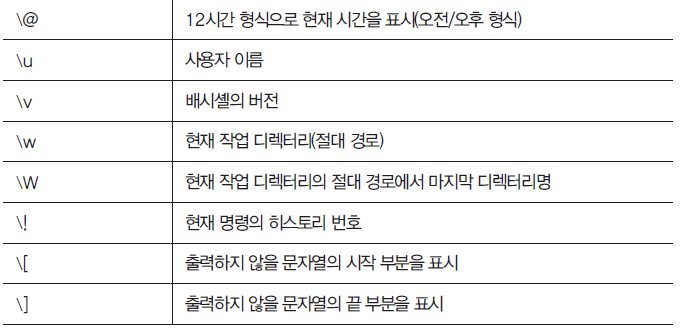 \@ 12시간 형식으로 현재 시간을 표시(오전/오후 형식)
\u 사용자 이름
\v 배시셸의 버전
\w 현재 작업 디렉터리(절대 경로)
\W 현재 작업 디렉터리의 절대 경로에서 마지막 디렉터리명
\! 현재 명령의 히스토리 번호
\[ 출력하지 않을 문자열의 시작 부분을 표시
\] 출력하지 않을 문자열의 끝 부분을 표시